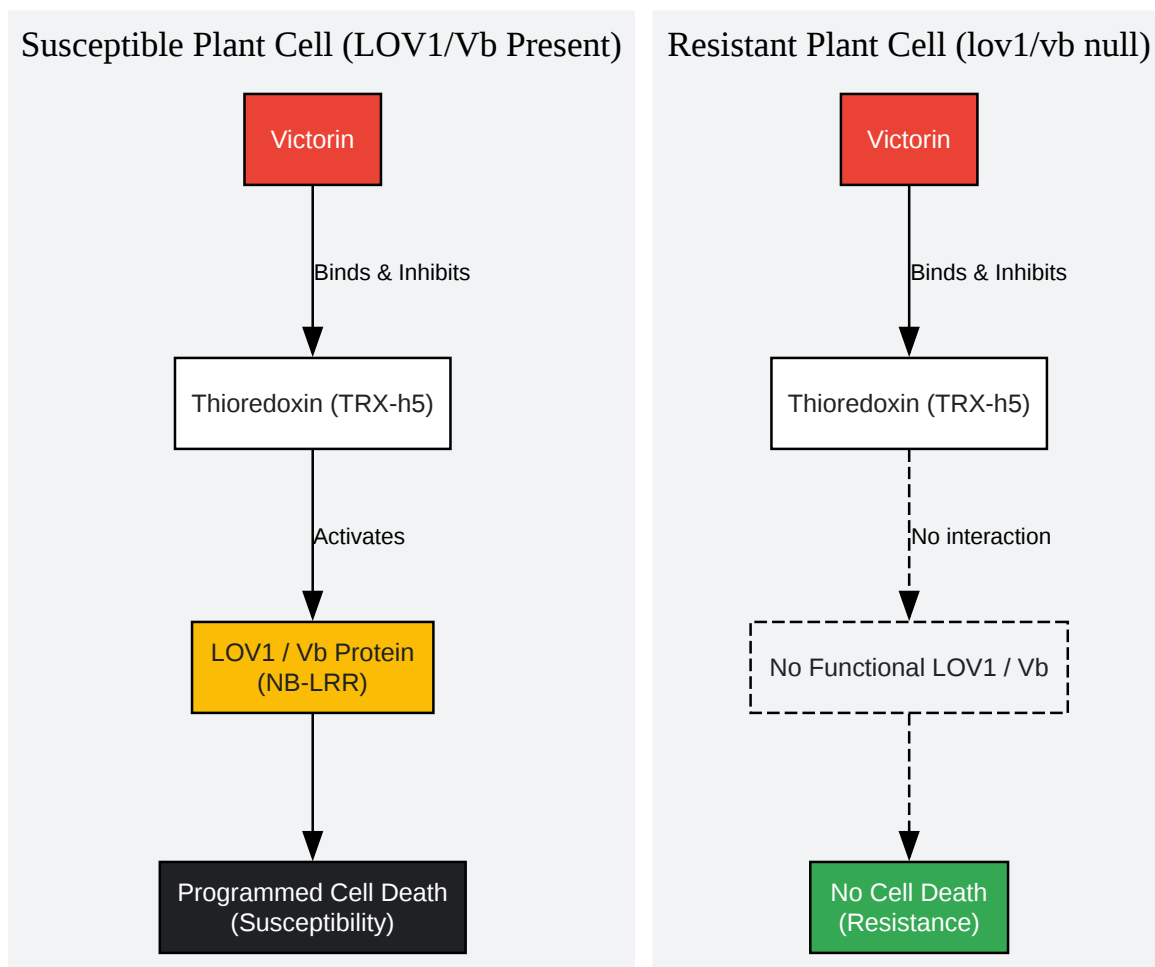 Susceptible Plant Cell (LOV1/Vb Present)
Victorin
Binds & Inhibits
Thioredoxin (TRX-h5)
Activates
LOV1 / Vb Protein
(NB-LRR)
Programmed Cell Death
(Susceptibility)
Resistant Plant Cell (lov1/vb null)
Victorin
Binds & Inhibits
Thioredoxin (TRX-h5)
No interaction
No Functional LOV1 / Vb
No Cell Death
(Resistance)